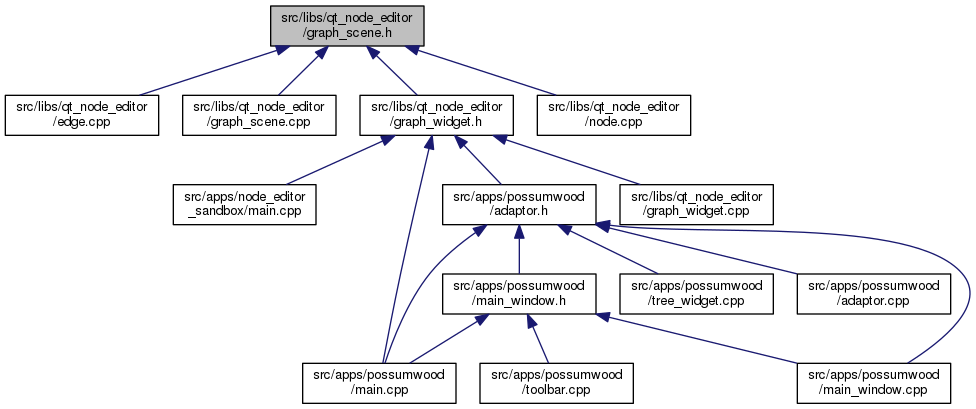 src/libs/qt_node_editor
/graph_scene.h
src/libs/qt_node_editor
/edge.cpp
src/libs/qt_node_editor
/graph_scene.cpp
src/libs/qt_node_editor
/graph_widget.h
src/libs/qt_node_editor
/node.cpp
src/apps/node_editor
_sandbox/main.cpp
src/apps/possumwood
/adaptor.h
src/libs/qt_node_editor
/graph_widget.cpp
src/apps/possumwood
/main_window.h
src/apps/possumwood
/tree_widget.cpp
src/apps/possumwood
/adaptor.cpp
src/apps/possumwood
/main.cpp
src/apps/possumwood
/toolbar.cpp
src/apps/possumwood
/main_window.cpp